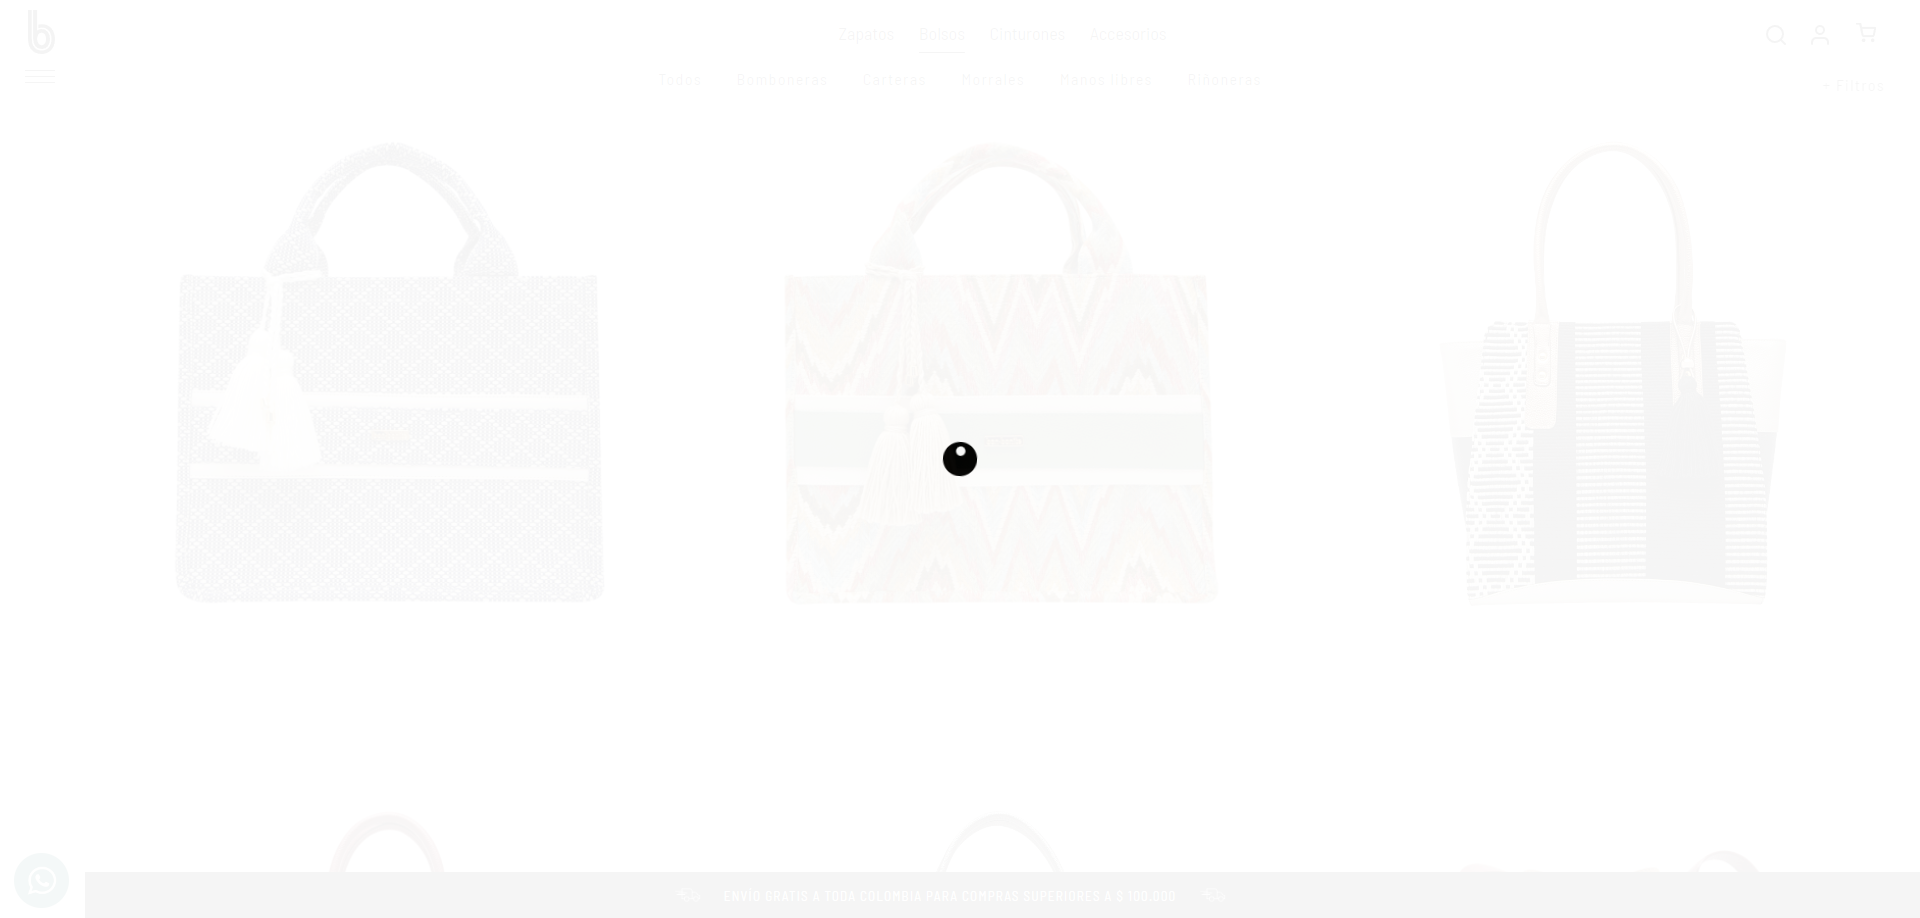 b
Zapatos Bolsos Cinturones Accesorios
Todos Bomboneras Carteras Morrales Manos libres Riñoneras
+ Filtros
ENVÍO GRATIS A TODA COLOMBIA PARA COMPRAS SUPERIORES A $ 100.000